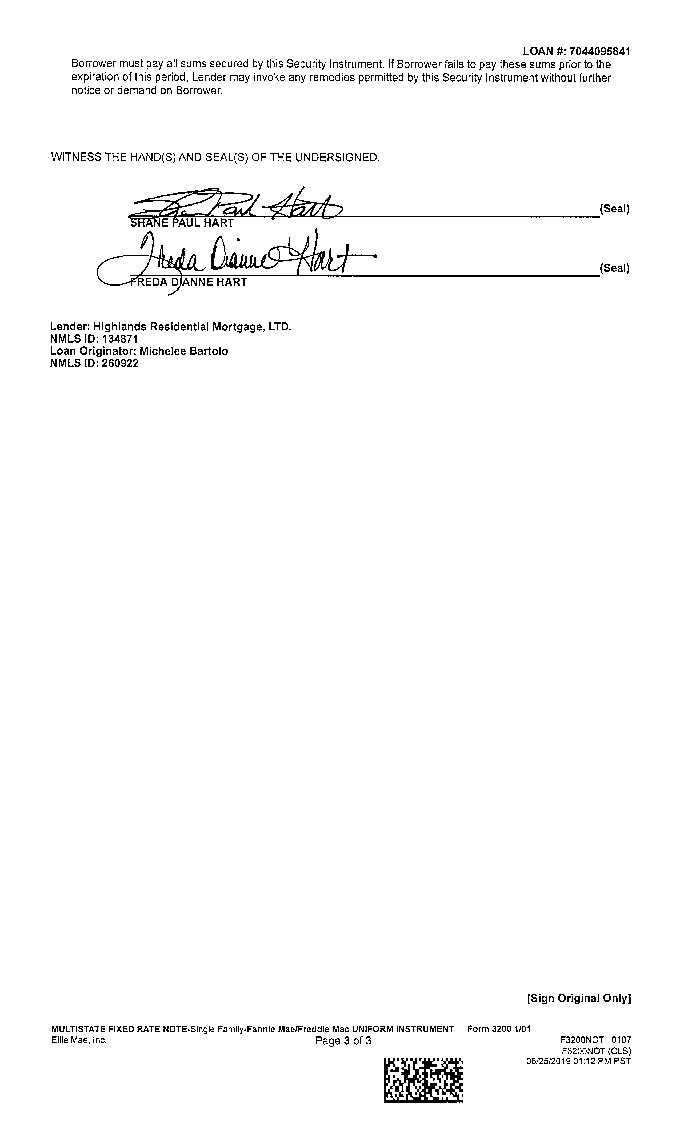 LOAN #: 7044095841
Borrower must pay all sums secured by this Security Instrument. If Borrower fails to pay these sums prior to the
expiration of this period, Lender may invoke any remedies permitted by this Security Instrument without further
notice or demand on Borrower.
WITNESS THE HAND(S) AND SEAL(S) OF THE UNDERSIGNED.
Paul Hart (Seal)
SHANE PAUL HART
Freda Dianne Hart (Seal)
FREDA DIANNE HART
Lender: Highlands Residential Mortgage, LTD.
NMLS ID: 134871
Loan Originator: Michelee Bartolo
NMLS ID: 260922
[Sign Original Only]
MULTISTATE FIXED RATE NOTE-Single Family-Fannie Mae/Freddie Mac UNIFORM INSTRUMENT Form 3200 1/01
Ellie Mae, Inc. Page 3 of 3 F3200NOT 0107
F3200NOT (CLS)
06/25/2019 01:12 PM PST